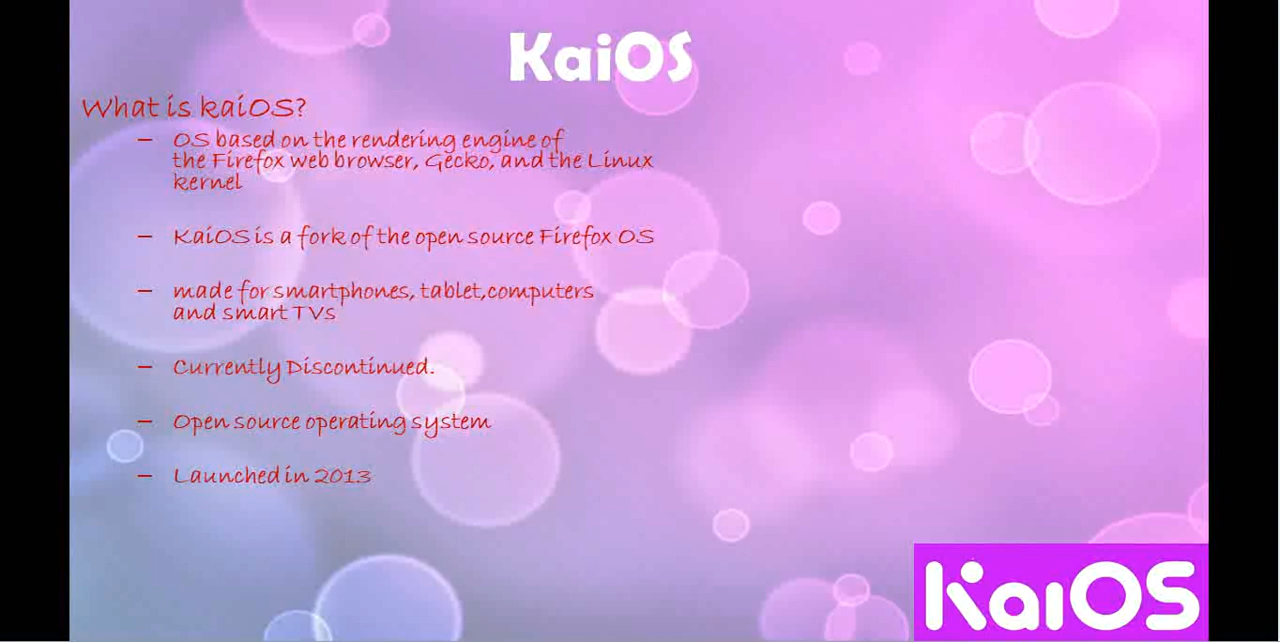 KaiOS
What is kaiOS?
– OS based on the rendering engine of
the Firefox web browser, Gecko, and the Linux
kernel
– KaiOS is a fork of the open source Firefox OS
– made for smartphones, tablet,computers
and smart TVs
– Currently Discontinued.
– Open source operating system
– Launched in 2013
KaiOS